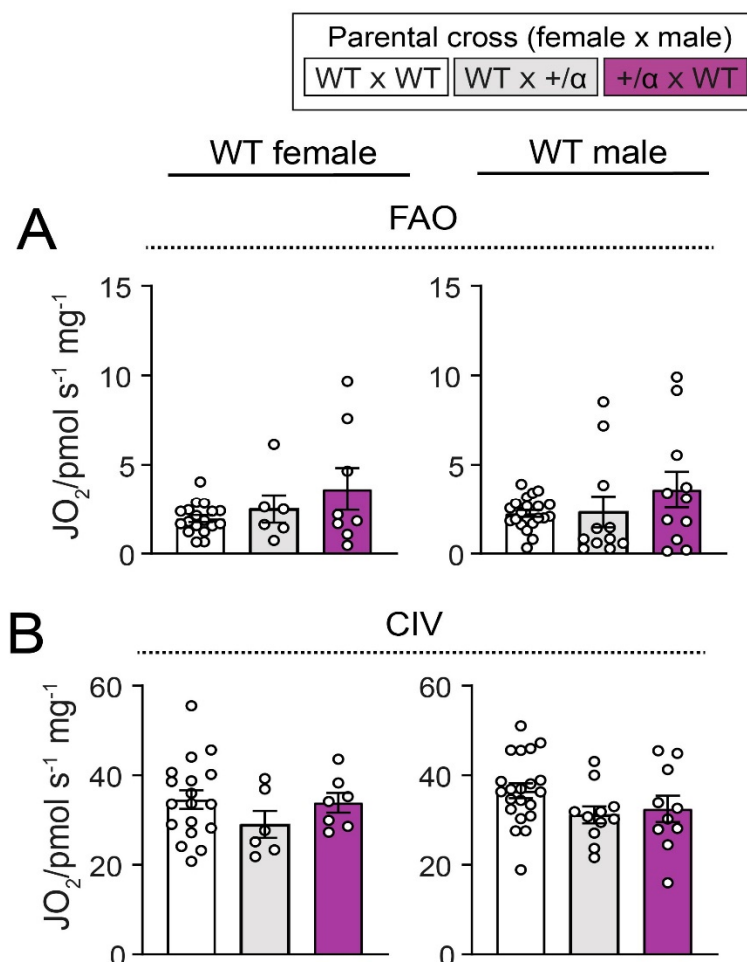 Parental cross (female x male)
WT x WT WT x +/α +/α x WT
WT female WT male
A
FAO
JO₂/pmol s⁻¹ mg⁻¹
15
10
5
0
15
10
5
0
B
CIV
JO₂/pmol s⁻¹ mg⁻¹
60
40
20
0
60
40
20
0